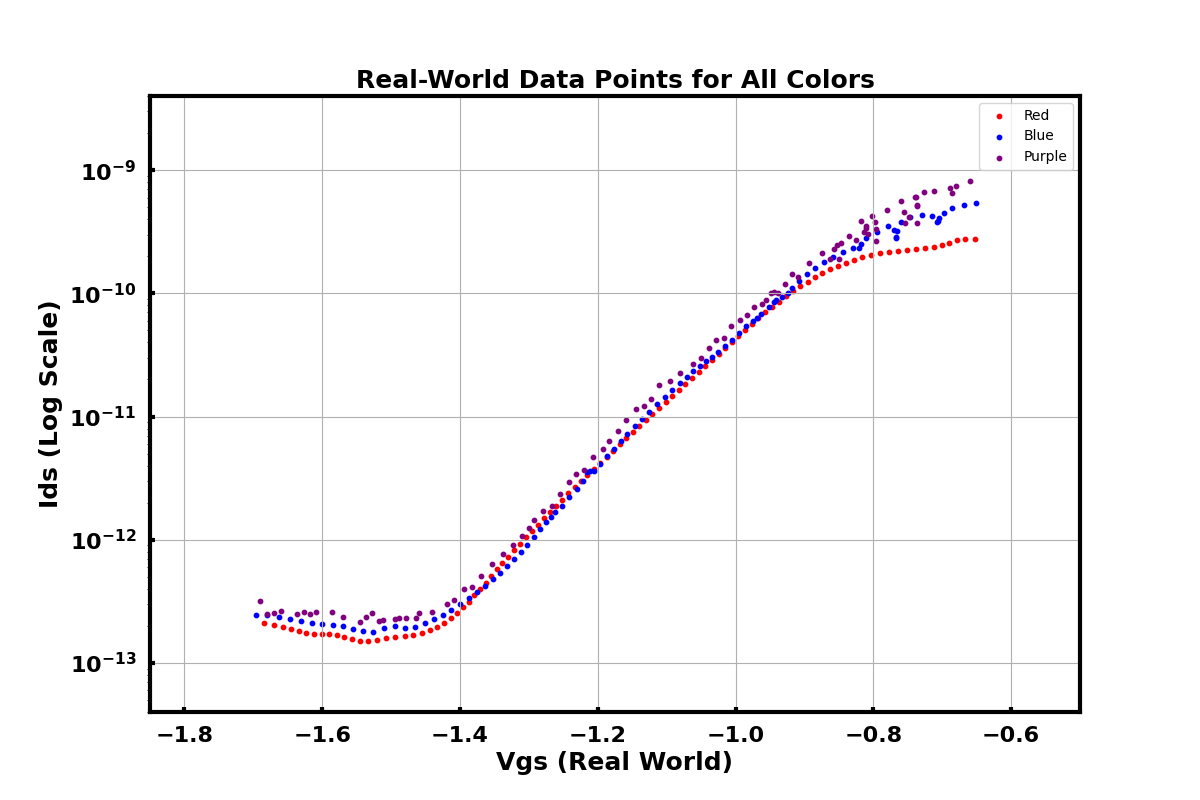 Real-World Data Points for All Colors
Red
Blue
Purple
Ids (Log Scale)
10⁻⁹
10⁻¹⁰
10⁻¹¹
10⁻¹²
10⁻¹³
−1.8 −1.6 −1.4 −1.2 −1.0 −0.8 −0.6
Vgs (Real World)